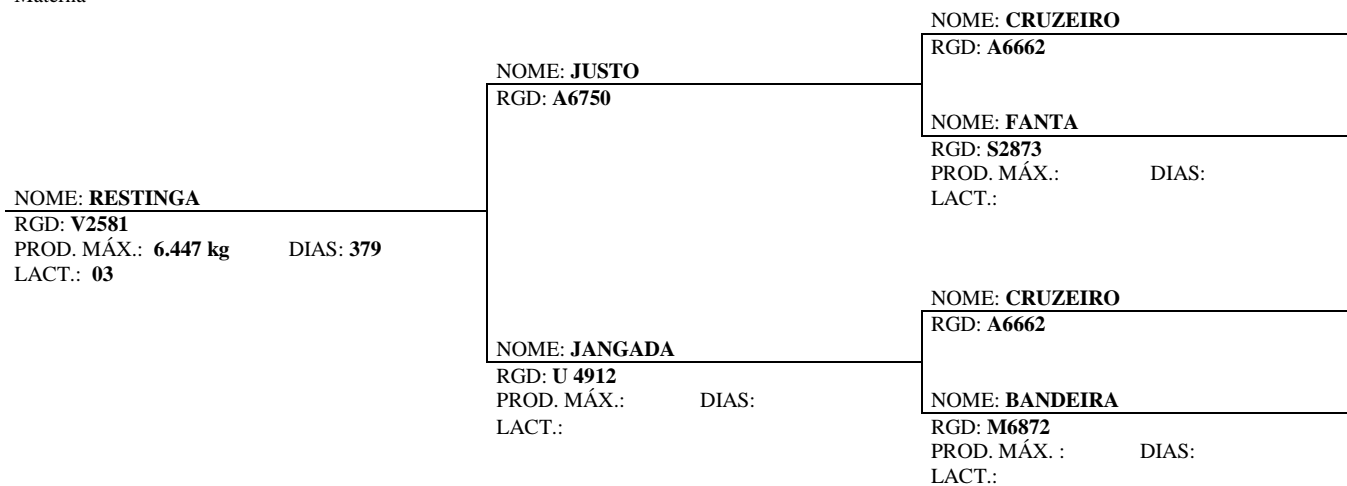 Materna
NOME: CRUZEIRO
RGD: A6662
NOME: JUSTO
RGD: A6750
NOME: FANTA
RGD: S2873
PROD. MÁX.: DIAS:
LACT.:
NOME: RESTINGA
RGD: V2581
PROD. MÁX.: 6.447 kg DIAS: 379
LACT.: 03
NOME: CRUZEIRO
RGD: A6662
NOME: JANGADA
RGD: U 4912
PROD. MÁX.: DIAS:
LACT.:
NOME: BANDEIRA
RGD: M6872
PROD. MÁX. : DIAS:
LACT.: